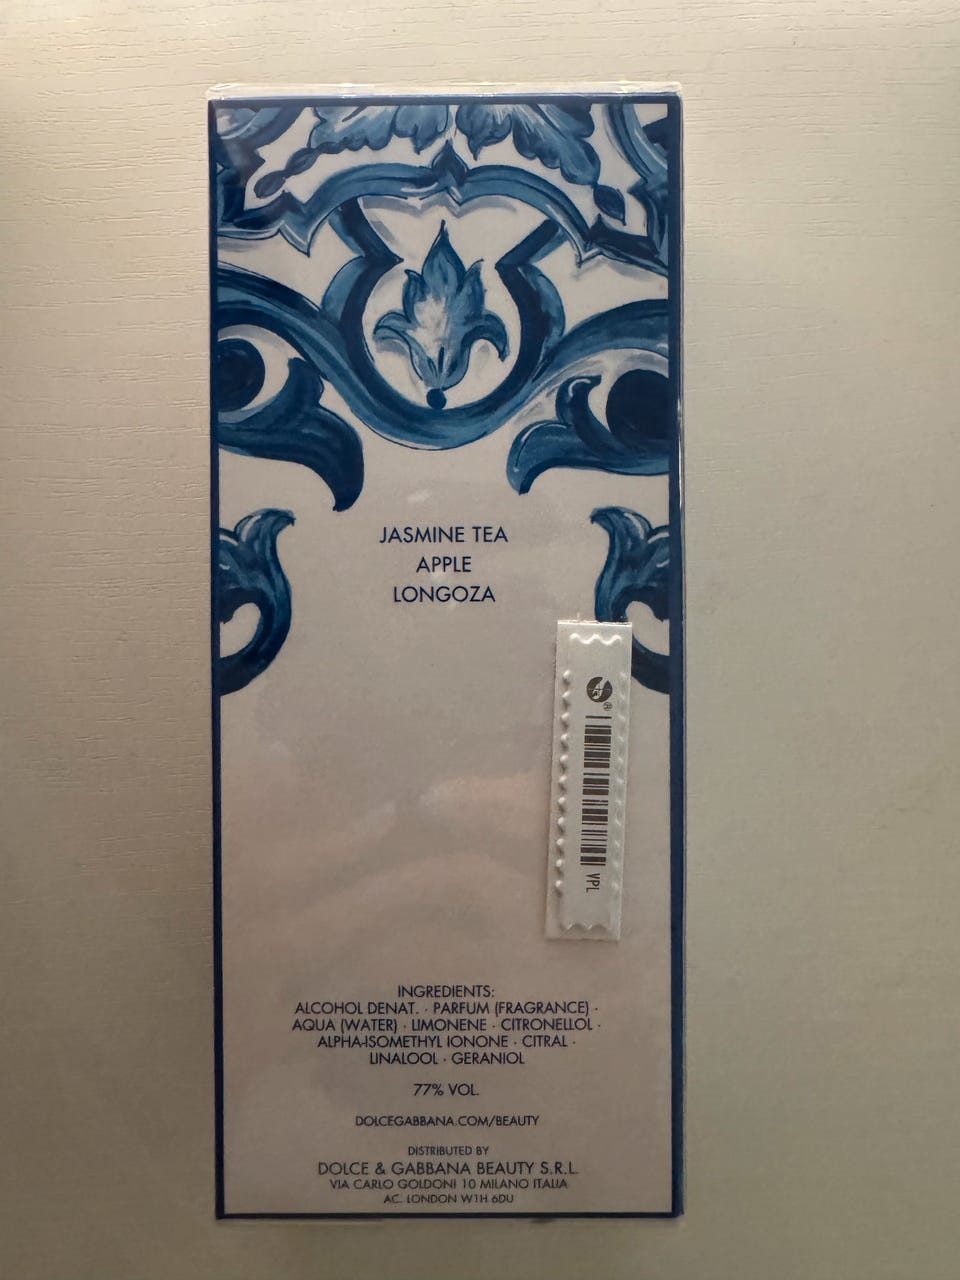 JASMINE TEA
APPLE
LONGOZA
®
VPL
INGREDIENTS:
ALCOHOL DENAT. · PARFUM (FRAGRANCE) ·
AQUA (WATER) · LIMONENE · CITRONELLOL ·
ALPHA-ISOMETHYL IONONE · CITRAL ·
LINALOOL · GERANIOL
77% VOL.
DOLCEGABBANA.COM/BEAUTY
DISTRIBUTED BY
DOLCE & GABBANA BEAUTY S.R.L.
VIA CARLO GOLDONI 10 MILANO ITALIA
AC. LONDON W1H 6DU